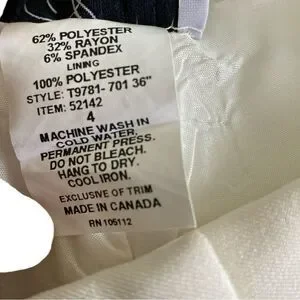 62% POLYESTER
32% RAYON
6% SPANDEX
LINING
100% POLYESTER
STYLE: T9781- 701 36"
ITEM: 52142
4
MACHINE WASH IN
COLD WATER,
PERMANENT PRESS.
DO NOT BLEACH.
HANG TO DRY.
COOL IRON.
EXCLUSIVE OF TRIM
MADE IN CANADA
RN 105112